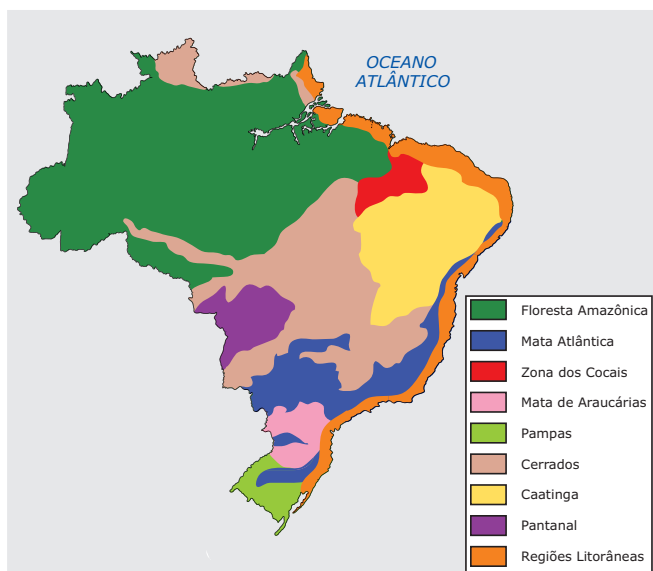 OCEANO
ATLÂNTICO
Floresta Amazônica
Mata Atlântica
Zona dos Cocais
Mata de Araucárias
Pampas
Cerrados
Caatinga
Pantanal
Regiões Litorâneas